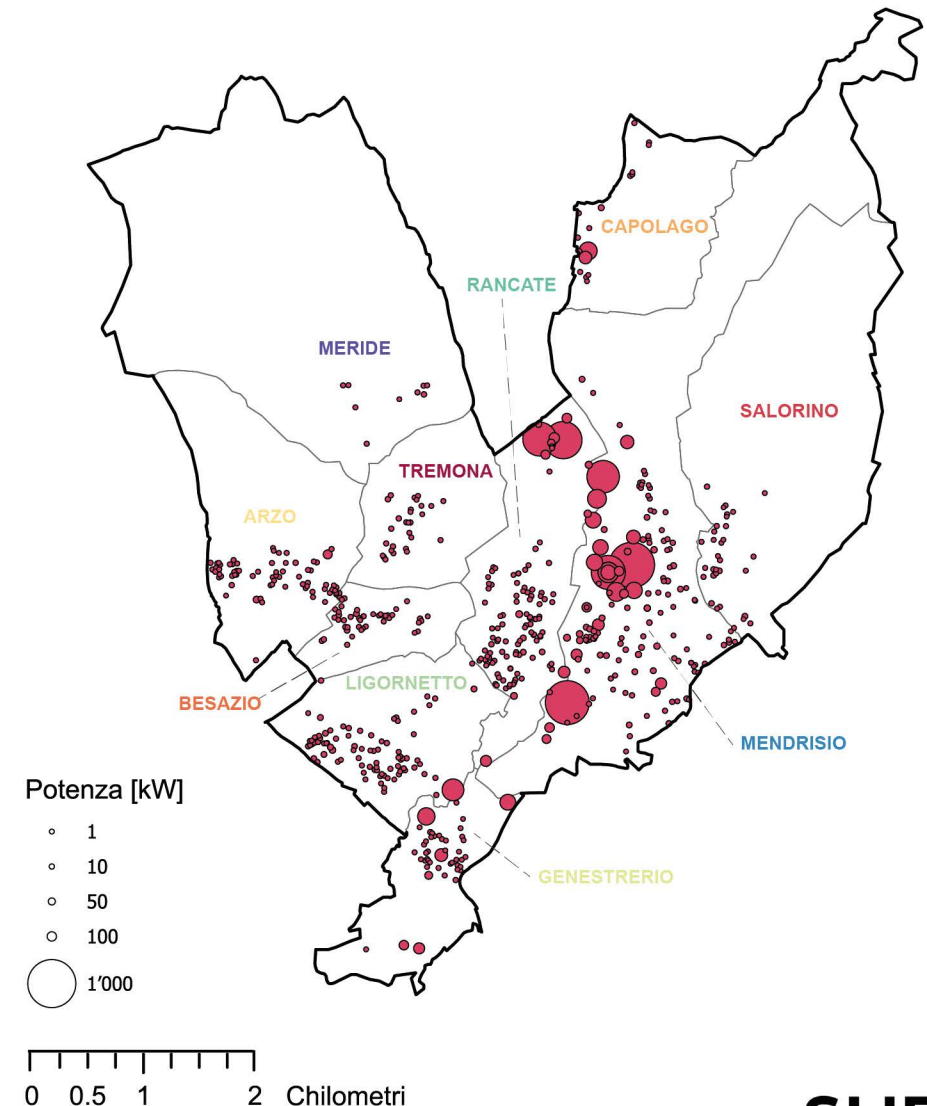 CAPOLAGO
RANCATE
MERIDE
SALORINO
TREMONA
ARZO
LIGORNETTO
BESAZIO
MENDRISIO
Potenza [kW]
1
10
50
100
1'000
GENESTRERIO
0 0.5 1 2 Chilometri